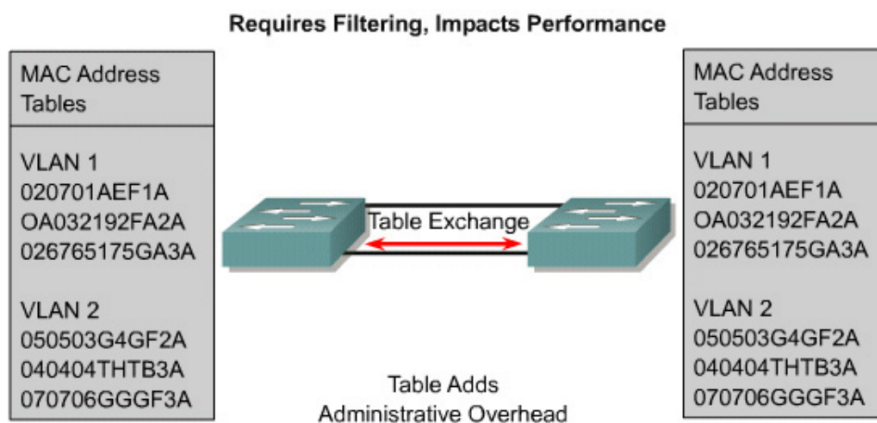 Requires Filtering, Impacts Performance
MAC Address
Tables
VLAN 1
020701AEF1A
OA032192FA2A
026765175GA3A
VLAN 2
050503G4GF2A
040404THTB3A
070706GGGF3A
Table Exchange
Table Adds
Administrative Overhead
MAC Address
Tables
VLAN 1
020701AEF1A
OA032192FA2A
026765175GA3A
VLAN 2
050503G4GF2A
040404THTB3A
070706GGGF3A